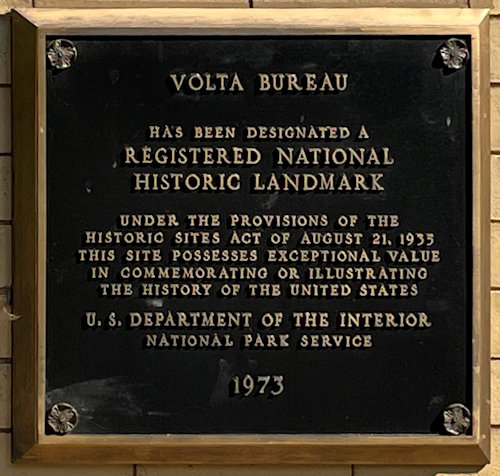 VOLTA BUREAU
HAS BEEN DESIGNATED A
REGISTERED NATIONAL
HISTORIC LANDMARK
UNDER THE PROVISIONS OF THE
HISTORIC SITES ACT OF AUGUST 21, 1935
THIS SITE POSSESSES EXCEPTIONAL VALUE
IN COMMEMORATING OR ILLUSTRATING
THE HISTORY OF THE UNITED STATES
U. S. DEPARTMENT OF THE INTERIOR
NATIONAL PARK SERVICE
1973